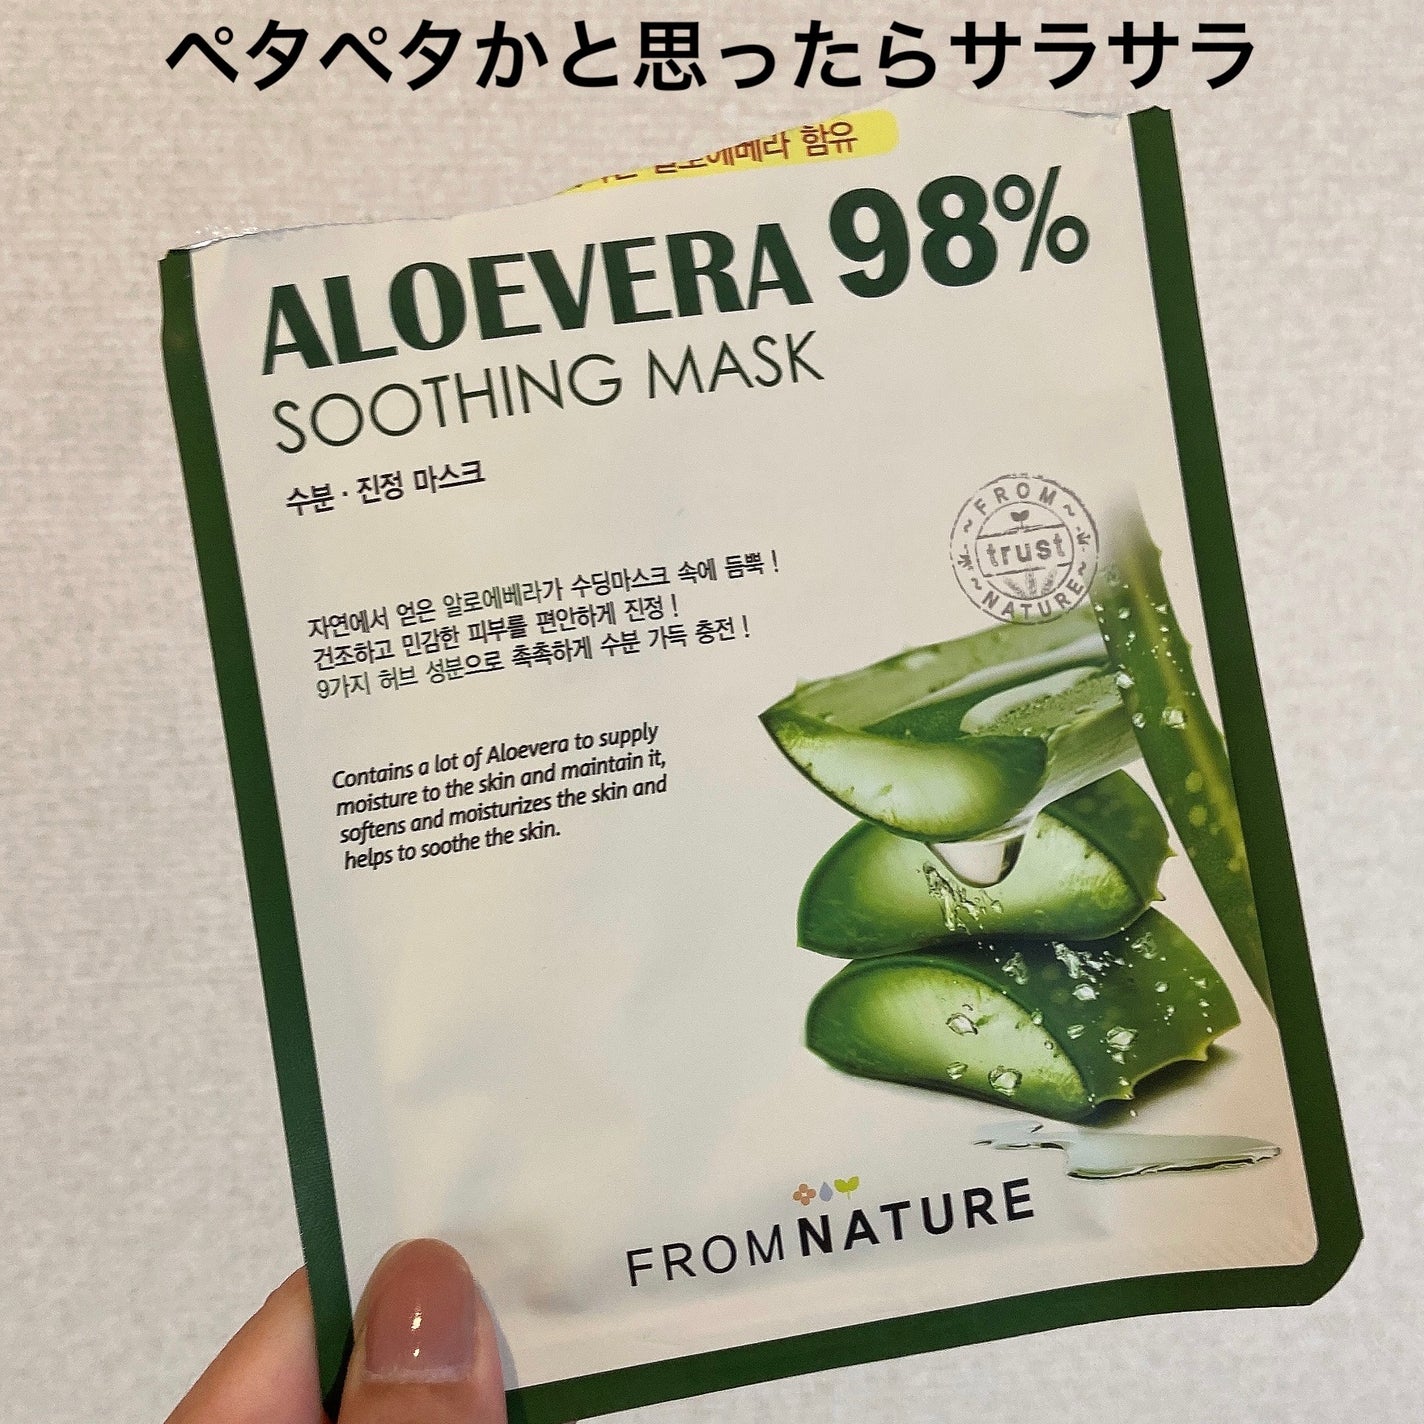 ペタペタかと思ったらサラサラ
알로에베라 함유
ALOEVERA 98%
SOOTHING MASK
수분 · 진정 마스크
FROM
trust
NATURE
자연에서 얻은 알로에베라가 수딩마스크 속에 듬뿍 !
건조하고 민감한 피부를 편안하게 진정 !
9가지 허브 성분으로 촉촉하게 수분 가득 충전 !
Contains a lot of Aloevera to supply
moisture to the skin and maintain it,
softens and moisturizes the skin and
helps to soothe the skin.
FROMNATURE